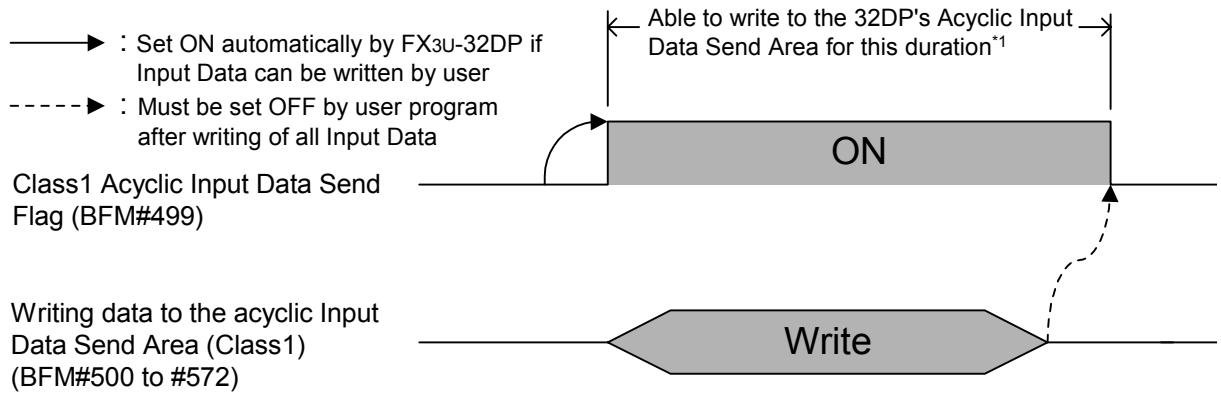 : Set ON automatically by FX3U-32DP if
Input Data can be written by user
: Must be set OFF by user program
after writing of all Input Data
Able to write to the 32DP's Acyclic Input
Data Send Area for this duration*1
ON
Class1 Acyclic Input Data Send
Flag (BFM#499)
Writing data to the acyclic Input
Data Send Area (Class1)
(BFM#500 to #572)
Write